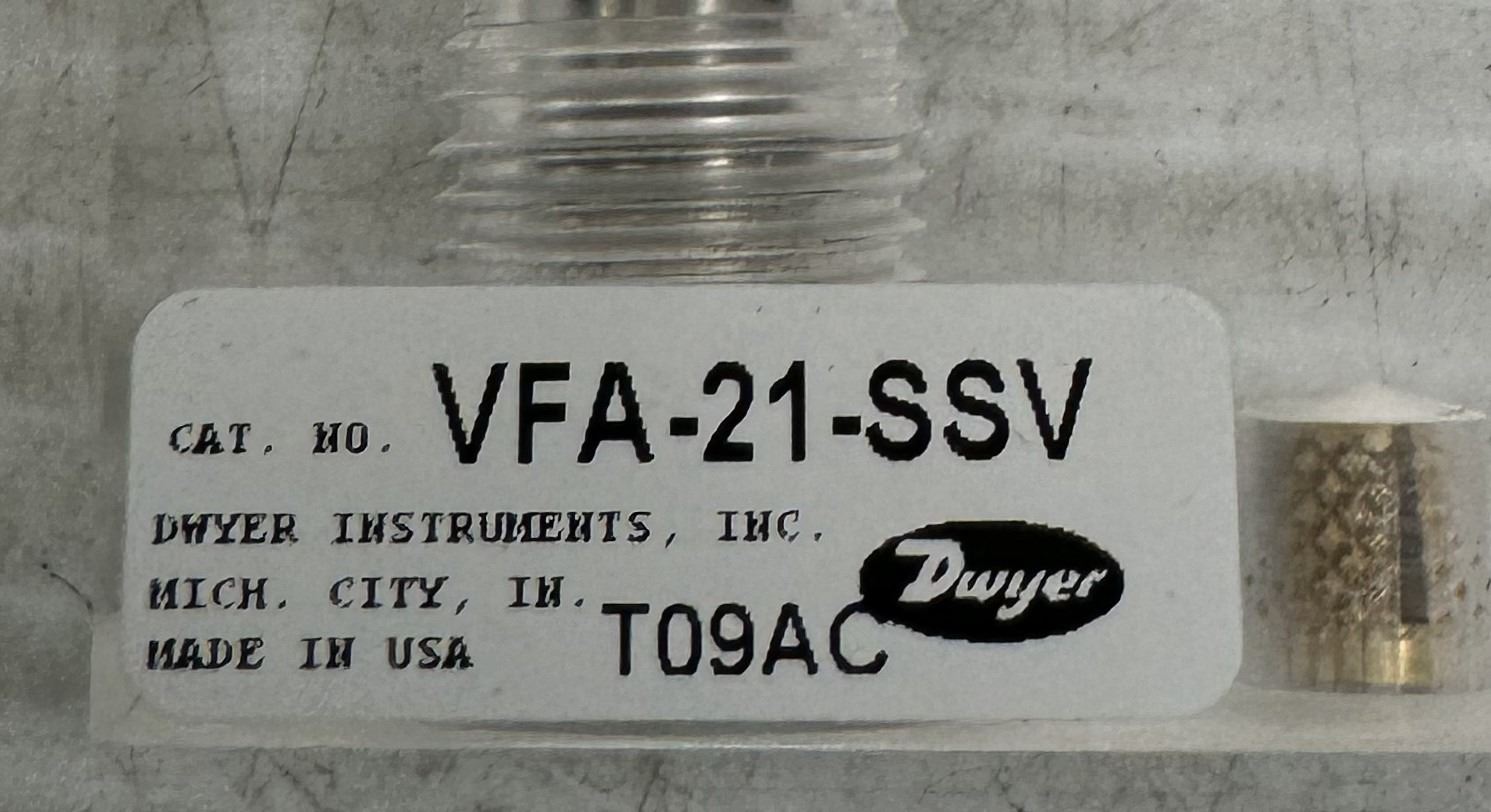 CAT. NO. VFA-21-SSV
DWYER INSTRUMENTS, INC.
MICH. CITY, IN.
MADE IN USA
T09AC
Dwyer